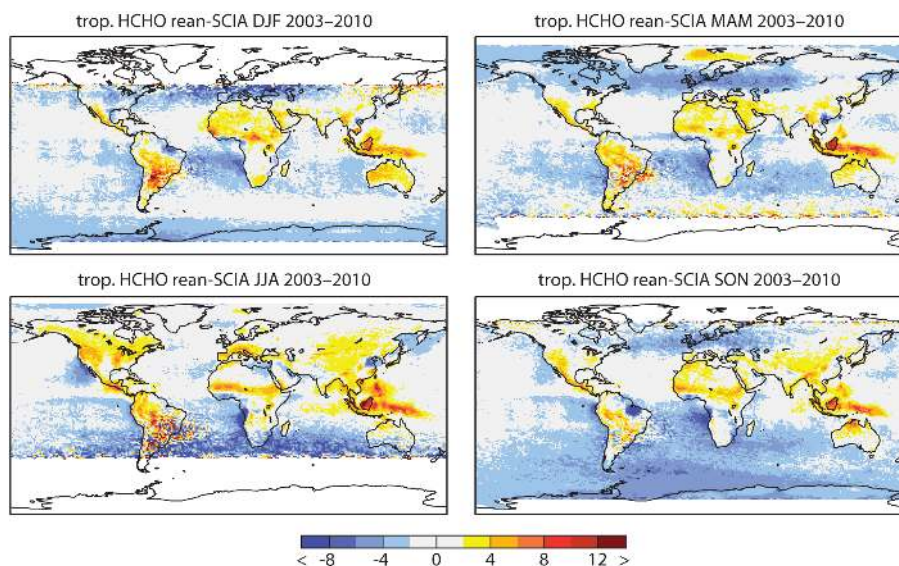 trop. HCHO rean-SCIA DJF 2003–2010
trop. HCHO rean-SCIA MAM 2003–2010
trop. HCHO rean-SCIA JJA 2003–2010
trop. HCHO rean-SCIA SON 2003–2010
< -8 -4 0 4 8 12 >